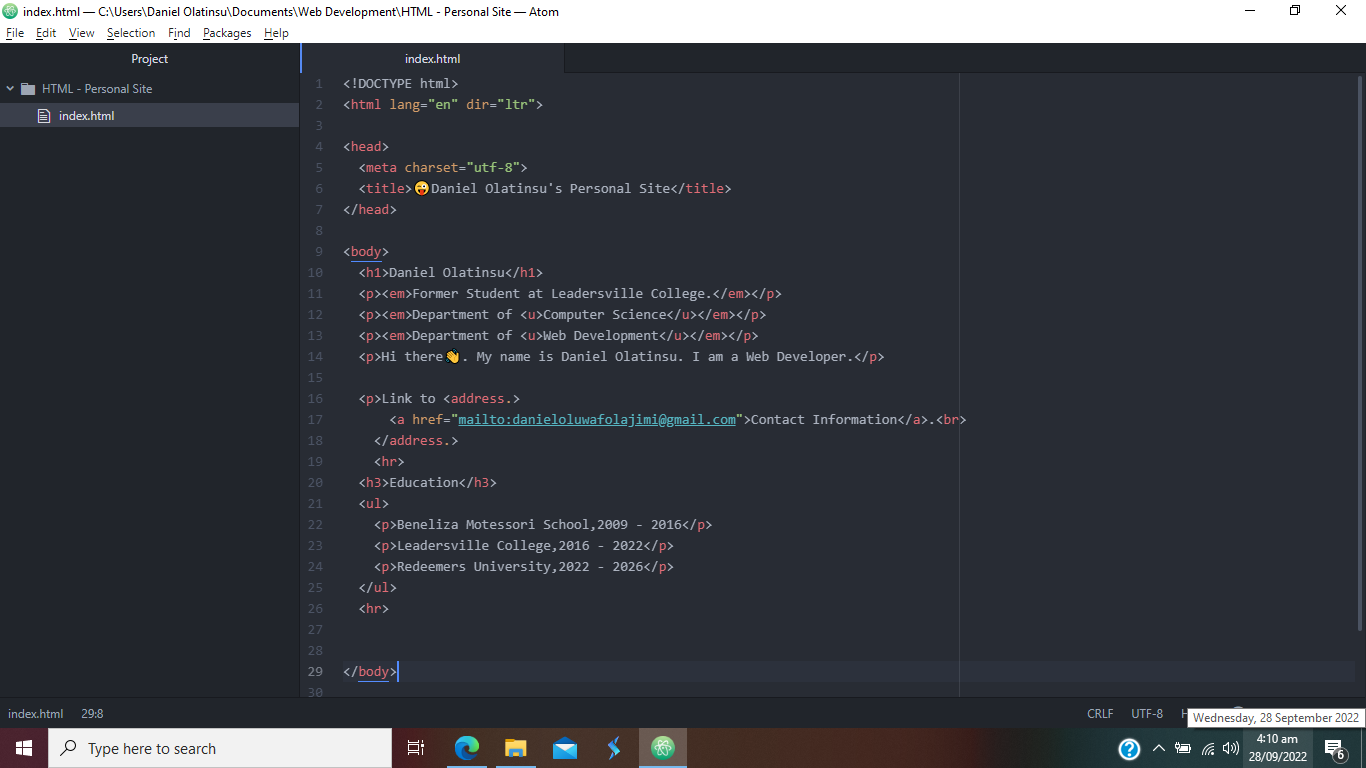 index.html — C:\Users\Daniel Olatinsu\Documents\Web Development\HTML - Personal Site — Atom
File Edit View Selection Find Packages Help
Project
index.html
HTML - Personal Site
index.html
1 <!DOCTYPE html>
2 <html lang="en" dir="ltr">
3
4 <head>
5 <meta charset="utf-8">
6 <title>😜Daniel Olatinsu's Personal Site</title>
7 </head>
8
9 <body>
10 <h1>Daniel Olatinsu</h1>
11 <p><em>Former Student at Leadersville College.</em></p>
12 <p><em>Department of <u>Computer Science</u></em></p>
13 <p><em>Department of <u>Web Development</u></em></p>
14 <p>Hi there👋. My name is Daniel Olatinsu. I am a Web Developer.</p>
15
16 <p>Link to <address.>
17 <a href="mailto:danieloluwafolajimi@gmail.com">Contact Information</a>.<br>
18 </address.>
19 <hr>
20 <h3>Education</h3>
21 <ul>
22 <p>Beneliza Motessori School,2009 - 2016</p>
23 <p>Leadersville College,2016 - 2022</p>
24 <p>Redeemers University,2022 - 2026</p>
25 </ul>
26 <hr>
27
28
29 </body>
30
index.html 29:8 CRLF UTF-8
Wednesday, 28 September 2022
Type here to search
4:10 am
28/09/2022
6